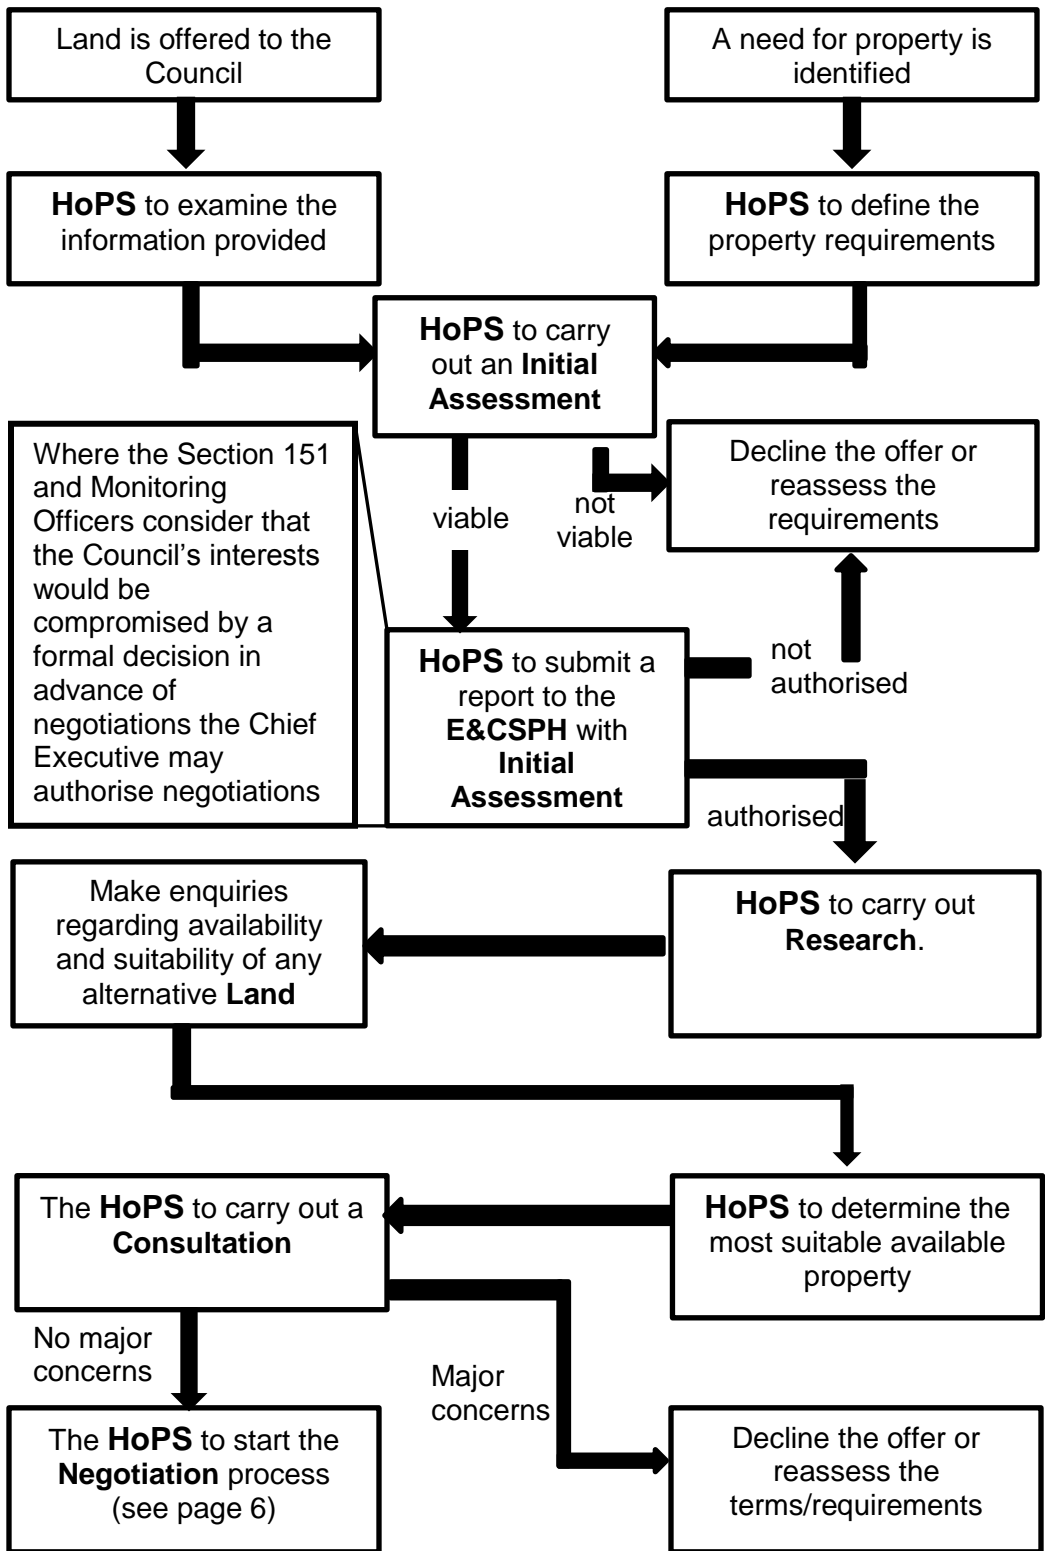 Land is offered to the
Council
A need for property is
identified
HoPS to examine the
information provided
HoPS to define the
property requirements
HoPS to carry
out an Initial
Assessment
Where the Section 151
and Monitoring
Officers consider that
the Council's interests
would be
compromised by a
formal decision in
advance of
negotiations the Chief
Executive may
authorise negotiations
viable
not
viable
Decline the offer or
reassess the
requirements
HoPS to submit a
report to the
E&CSPH with
Initial
Assessment
not
authorised
authorised
Make enquiries
regarding availability
and suitability of any
alternative Land
HoPS to carry out
Research.
The HoPS to carry out a
Consultation
HoPS to determine the
most suitable available
property
No major
concerns
Major
concerns
The HoPS to start the
Negotiation process
(see page 6)
Decline the offer or
reassess the
terms/requirements